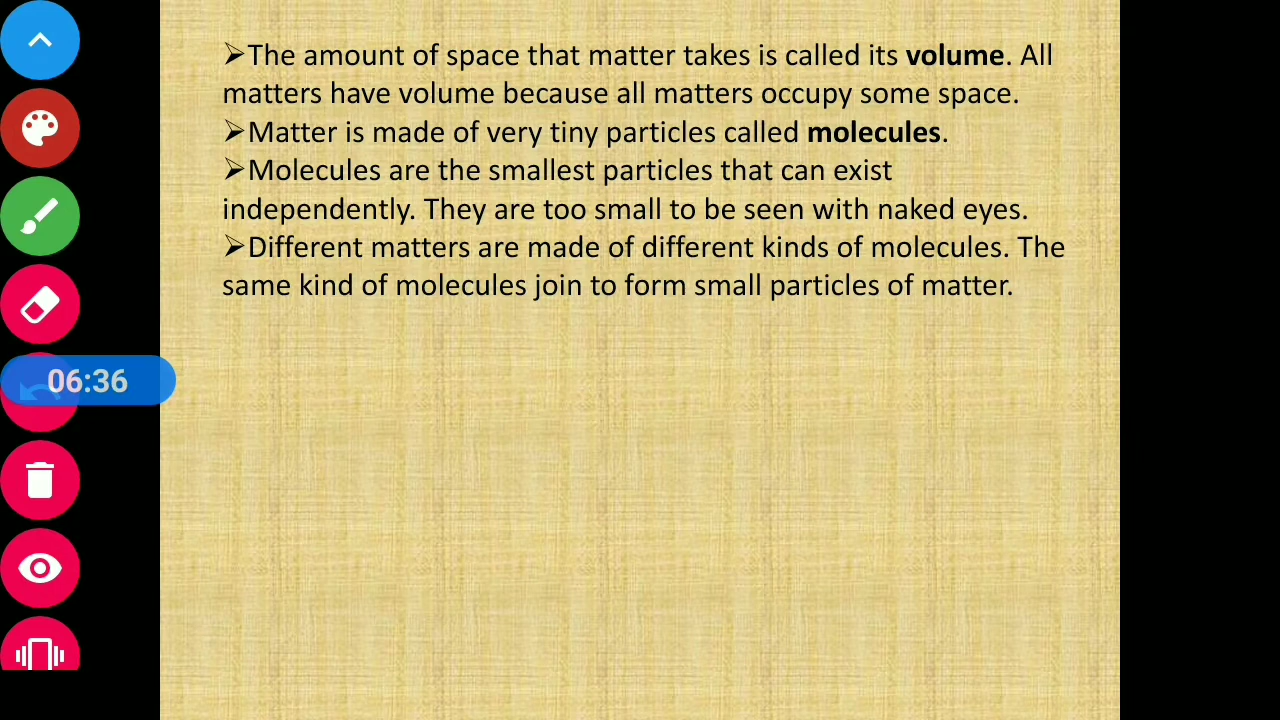 ➢The amount of space that matter takes is called its volume. All
matters have volume because all matters occupy some space.
➢Matter is made of very tiny particles called molecules.
➢Molecules are the smallest particles that can exist
independently. They are too small to be seen with naked eyes.
➢Different matters are made of different kinds of molecules. The
same kind of molecules join to form small particles of matter.
06:36